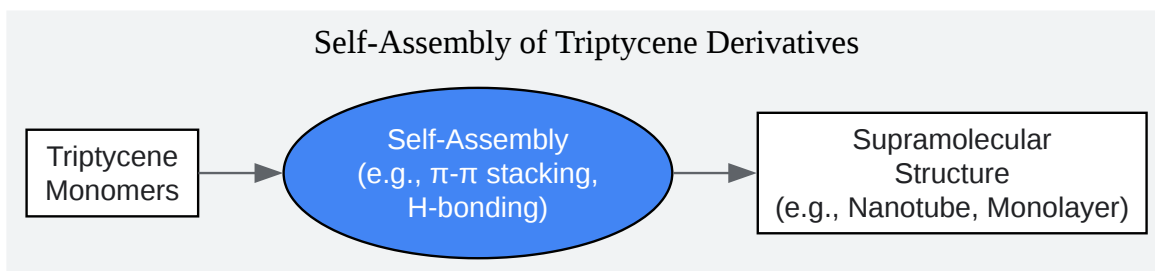 Self-Assembly of Triptycene Derivatives
Triptycene
Monomers
Self-Assembly
(e.g., π-π stacking,
H-bonding)
Supramolecular
Structure
(e.g., Nanotube, Monolayer)